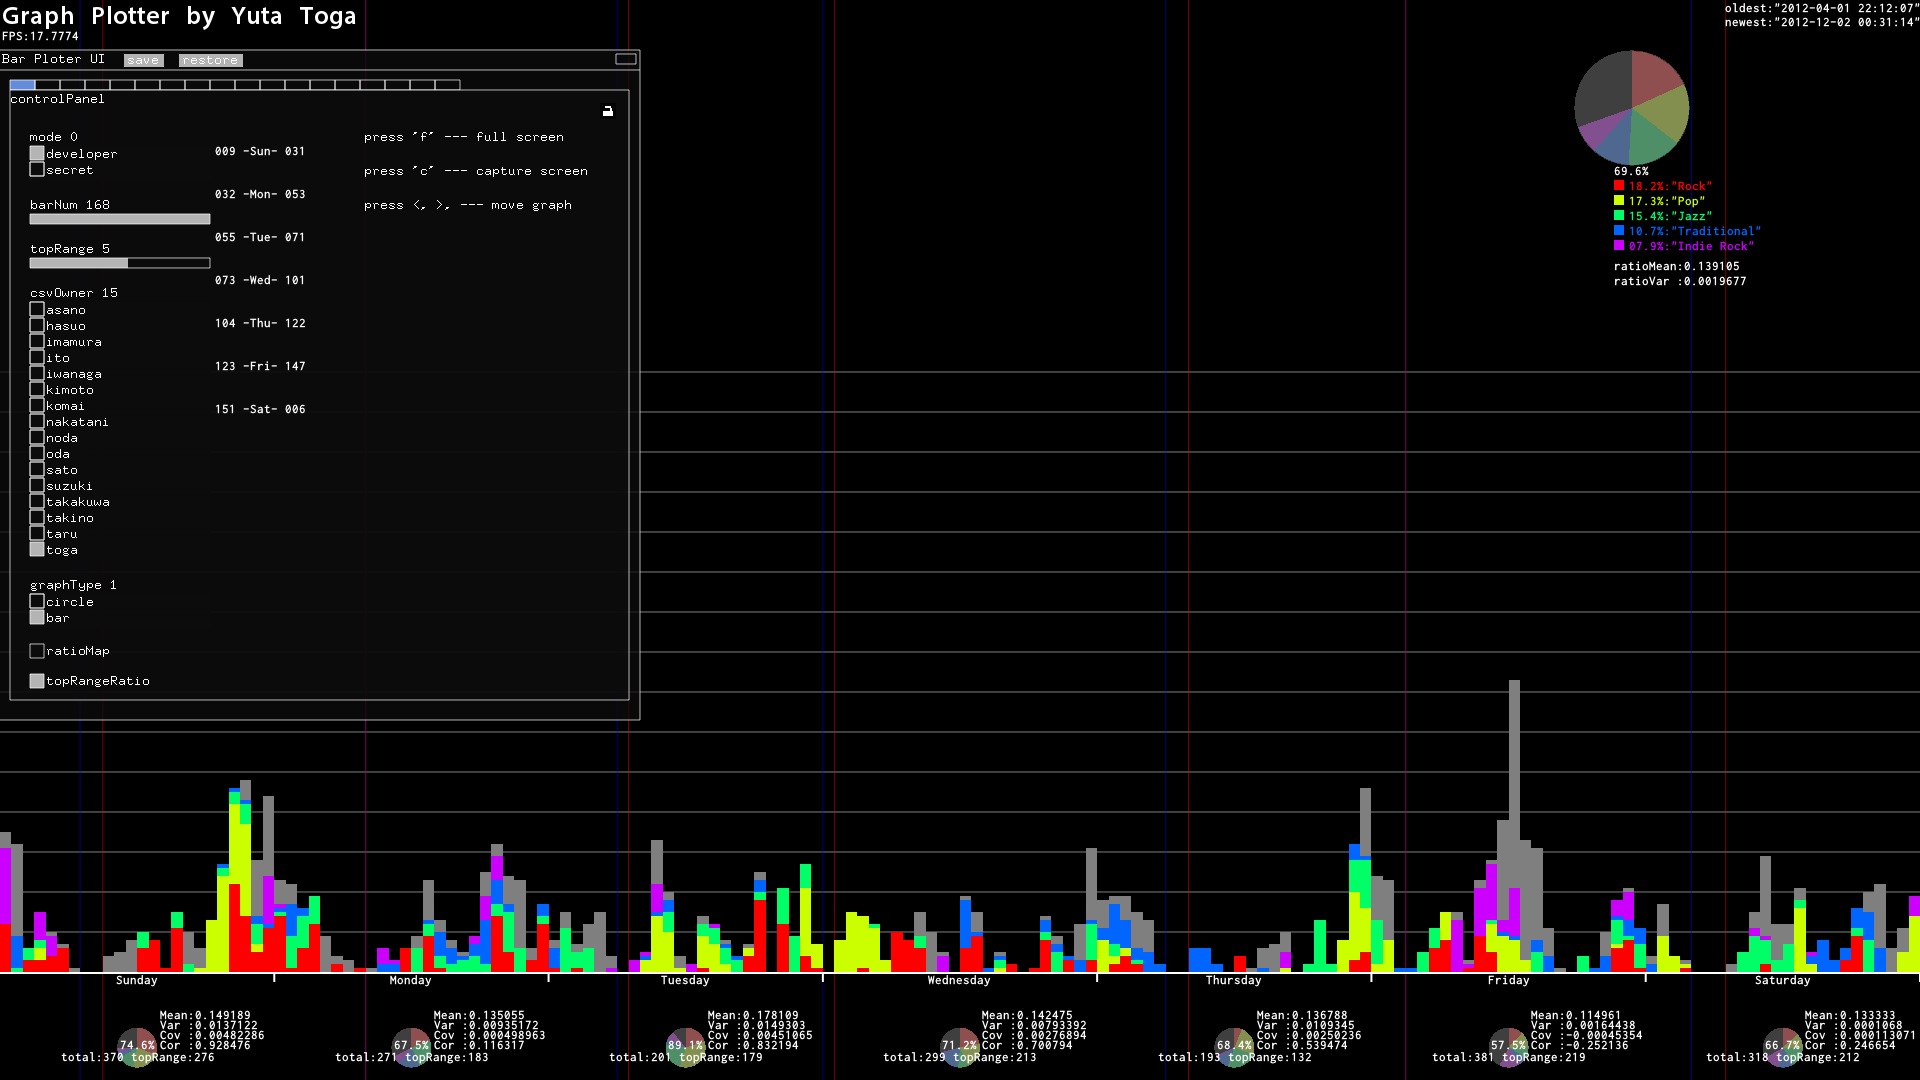 Graph Plotter by Yuta Toga
FPS:17.7774
oldest:"2012-04-01 22:12:07"
newest:"2012-12-02 00:31:14"
Bar Ploter UI save restore
controlPanel
mode 0
developer
secret
barNum 168
topRange 5
csvOwner 15
asano
hasuo
imamura
ito
iwanaga
kimoto
komai
nakatani
noda
oda
sato
suzuki
takakuwa
takino
taru
toga
graphType 1
circle
bar
ratioMap
topRangeRatio
009 -Sun- 031
032 -Mon- 053
055 -Tue- 071
073 -Wed- 101
104 -Thu- 122
123 -Fri- 147
151 -Sat- 006
press 'f' --- full screen
press 'c' --- capture screen
press <, >, --- move graph
69.6%
18.2%:"Rock"
17.3%:"Pop"
15.4%:"Jazz"
10.7%:"Traditional"
07.9%:"Indie Rock"
ratioMean:0.139105
ratioVar :0.0019677
Sunday Monday Tuesday Wednesday Thursday Friday Saturday
Mean:0.149189
Var :0.0137122
Cov :0.00482286
Cor :0.928476
74.6%
total:370 topRange:276
Mean:0.135055
Var :0.00935172
Cov :0.000498963
Cor :0.116317
67.5%
total:271 topRange:183
Mean:0.178109
Var :0.0149303
Cov :0.00451065
Cor :0.832194
89.1%
total:201 topRange:179
Mean:0.142475
Var :0.00793392
Cov :0.00276894
Cor :0.700794
71.2%
total:299 topRange:213
Mean:0.136788
Var :0.0109345
Cov :0.00250236
Cor :0.539474
68.4%
total:193 topRange:132
Mean:0.114961
Var :0.00164438
Cov :-0.00045354
Cor :-0.252136
57.5%
total:381 topRange:219
Mean:0.133333
Var :0.0001068
Cov :0.000113071
Cor :0.246654
66.7%
total:318 topRange:212